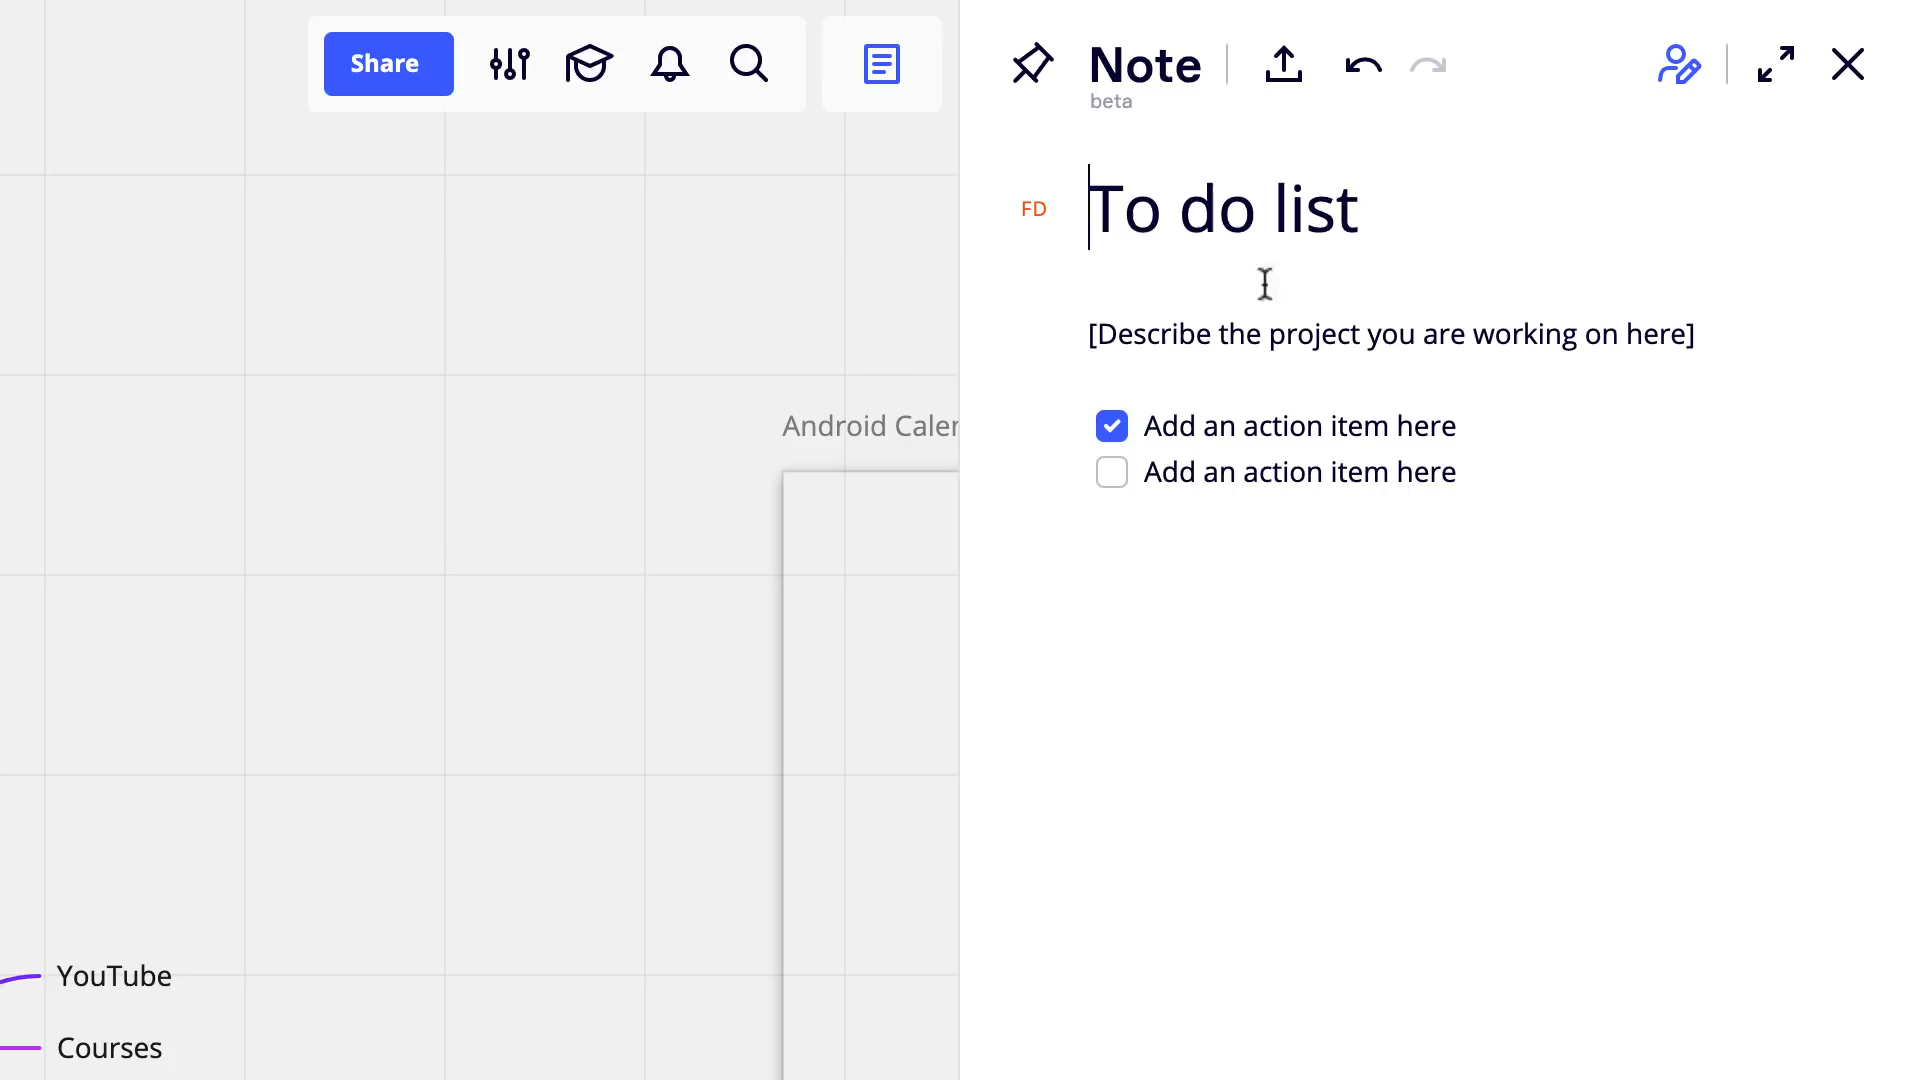 Share
Note
beta
FD
To do list
[Describe the project you are working on here]
Add an action item here
Add an action item here
Android Caler
YouTube
Courses